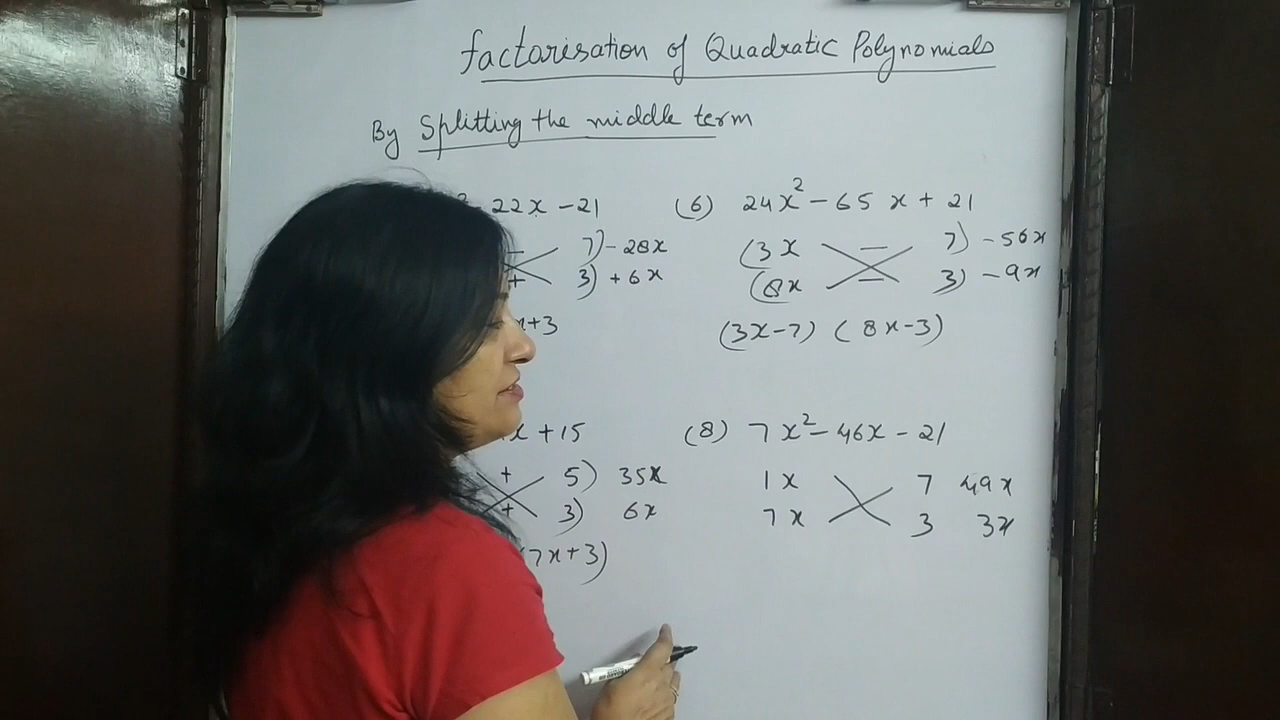 factorisation of Quadratic Polynomials
By Splitting the middle term
22x - 21
- 7) - 28x
+ 3) + 6x
x+3
(6) 24x² - 65x + 21
(3x - 7) - 56x
(8x - 3) - 9x
(3x-7) (8x-3)
x + 15
+ 5) 35x
+ 3) 6x
(7x+3)
(8) 7x² - 46x - 21
1x 7 49x
7x 3 3x